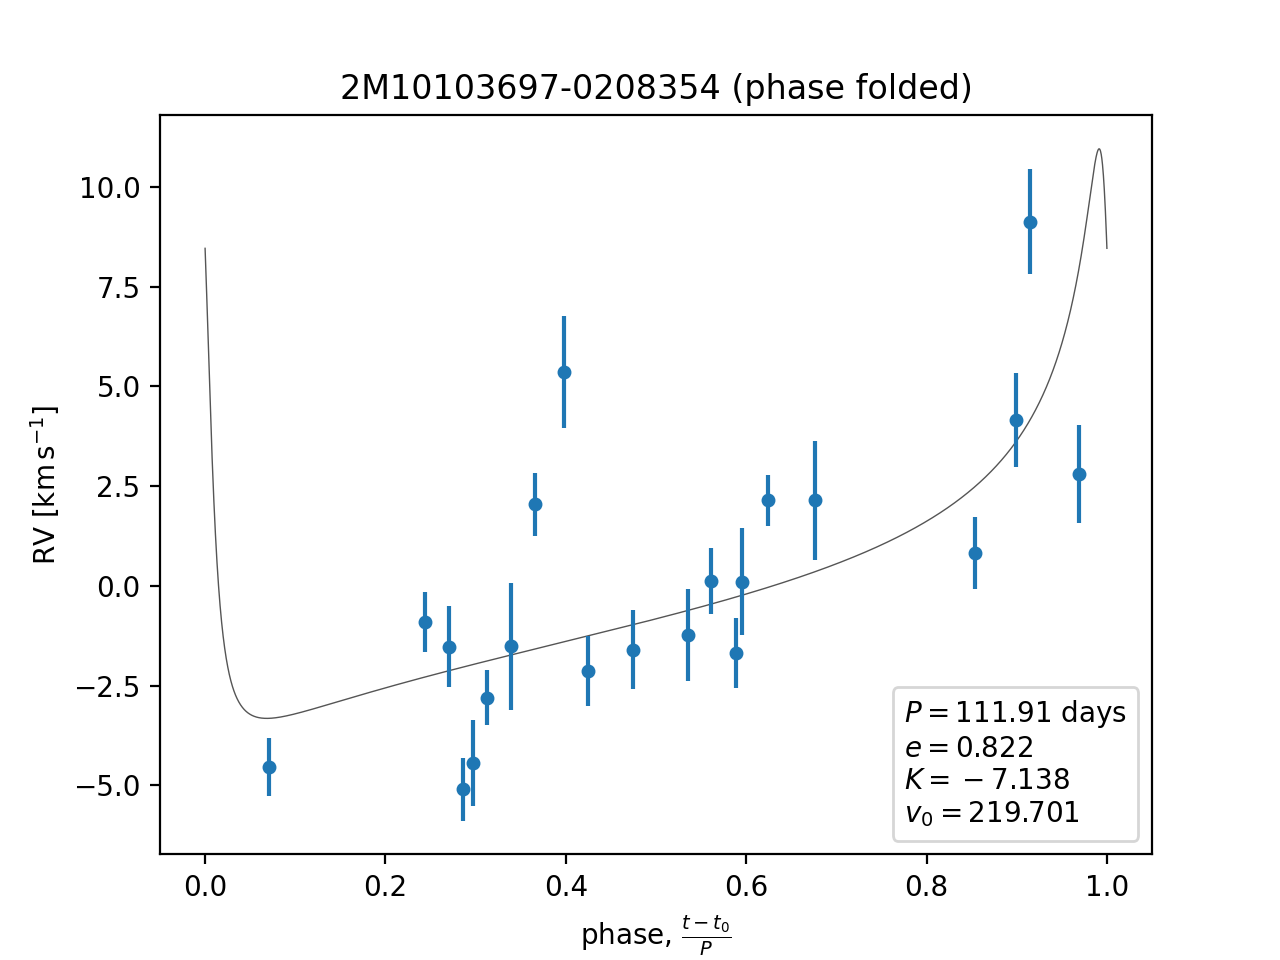 2M10103697-0208354 (phase folded)
RV [km s⁻¹]
10.0
7.5
5.0
2.5
0.0
−2.5
−5.0
P = 111.91 days
e = 0.822
K = − 7.138
v₀ = 219.701
0.0 0.2 0.4 0.6 0.8 1.0
phase, (t − t₀)/P